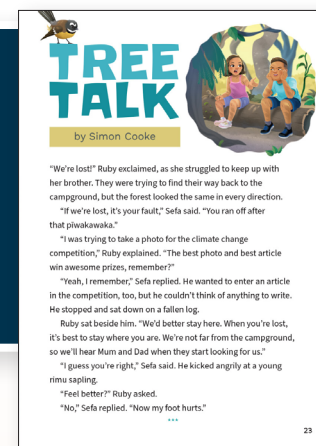 TREE
TALK
by Simon Cooke
“We’re lost!” Ruby exclaimed, as she struggled to keep up with
her brother. They were trying to find their way back to the
campground, but the forest looked the same in every direction.
“If we’re lost, it’s your fault,” Sefa said. “You ran off after
that pīwakawaka.”
“I was trying to take a photo for the climate change
competition,” Ruby explained. “The best photo and best article
win awesome prizes, remember?”
“Yeah, I remember,” Sefa replied. He wanted to enter an article
in the competition, too, but he couldn’t think of anything to write.
He stopped and sat down on a fallen log.
Ruby sat beside him. “We’d better stay here. When you’re lost,
it’s best to stay where you are. We’re not far from the campground,
so we’ll hear Mum and Dad when they start looking for us.”
“I guess you’re right,” Sefa said. He kicked angrily at a young
rimu sapling.
“Feel better?” Ruby asked.
“No,” Sefa replied. “Now my foot hurts.”
23